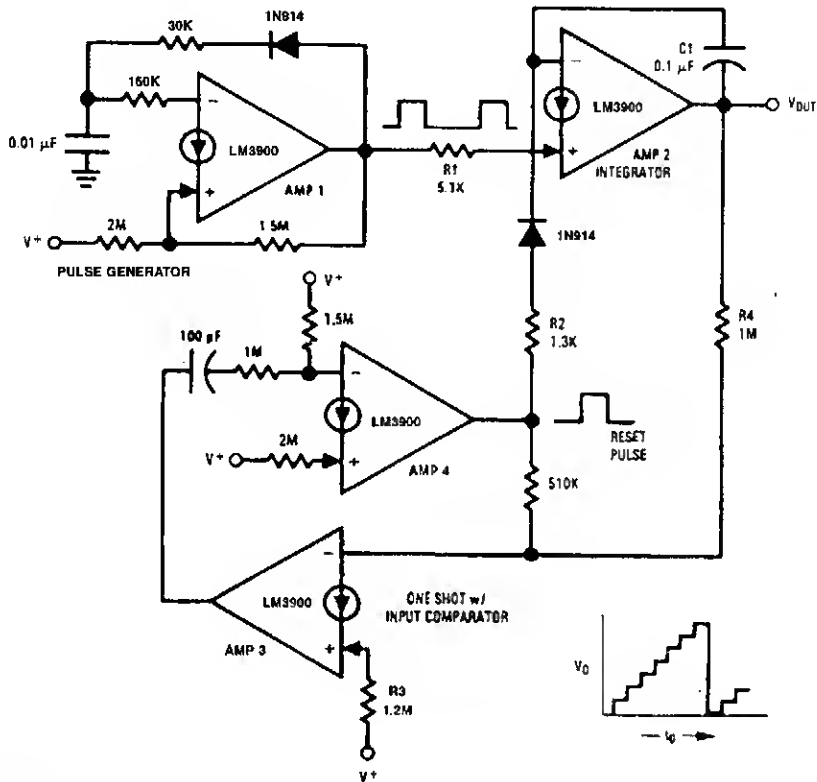 1N914
30K
160K
0.01 µF
−
LM3900
+
AMP 1
2M
V+
1.5M
PULSE GENERATOR
R1
5.1K
−
LM3900
+
AMP 2
INTEGRATOR
C1
0.1 µF
VOUT
1N914
R2
1.3K
R4
1M
V+
1.5M
100 pF
1M
−
LM3900
2M
V+
+
AMP 4
RESET
PULSE
510K
−
LM3900
+
AMP 3
ONE SHOT w/
INPUT COMPARATOR
R3
1.2M
V+
VO